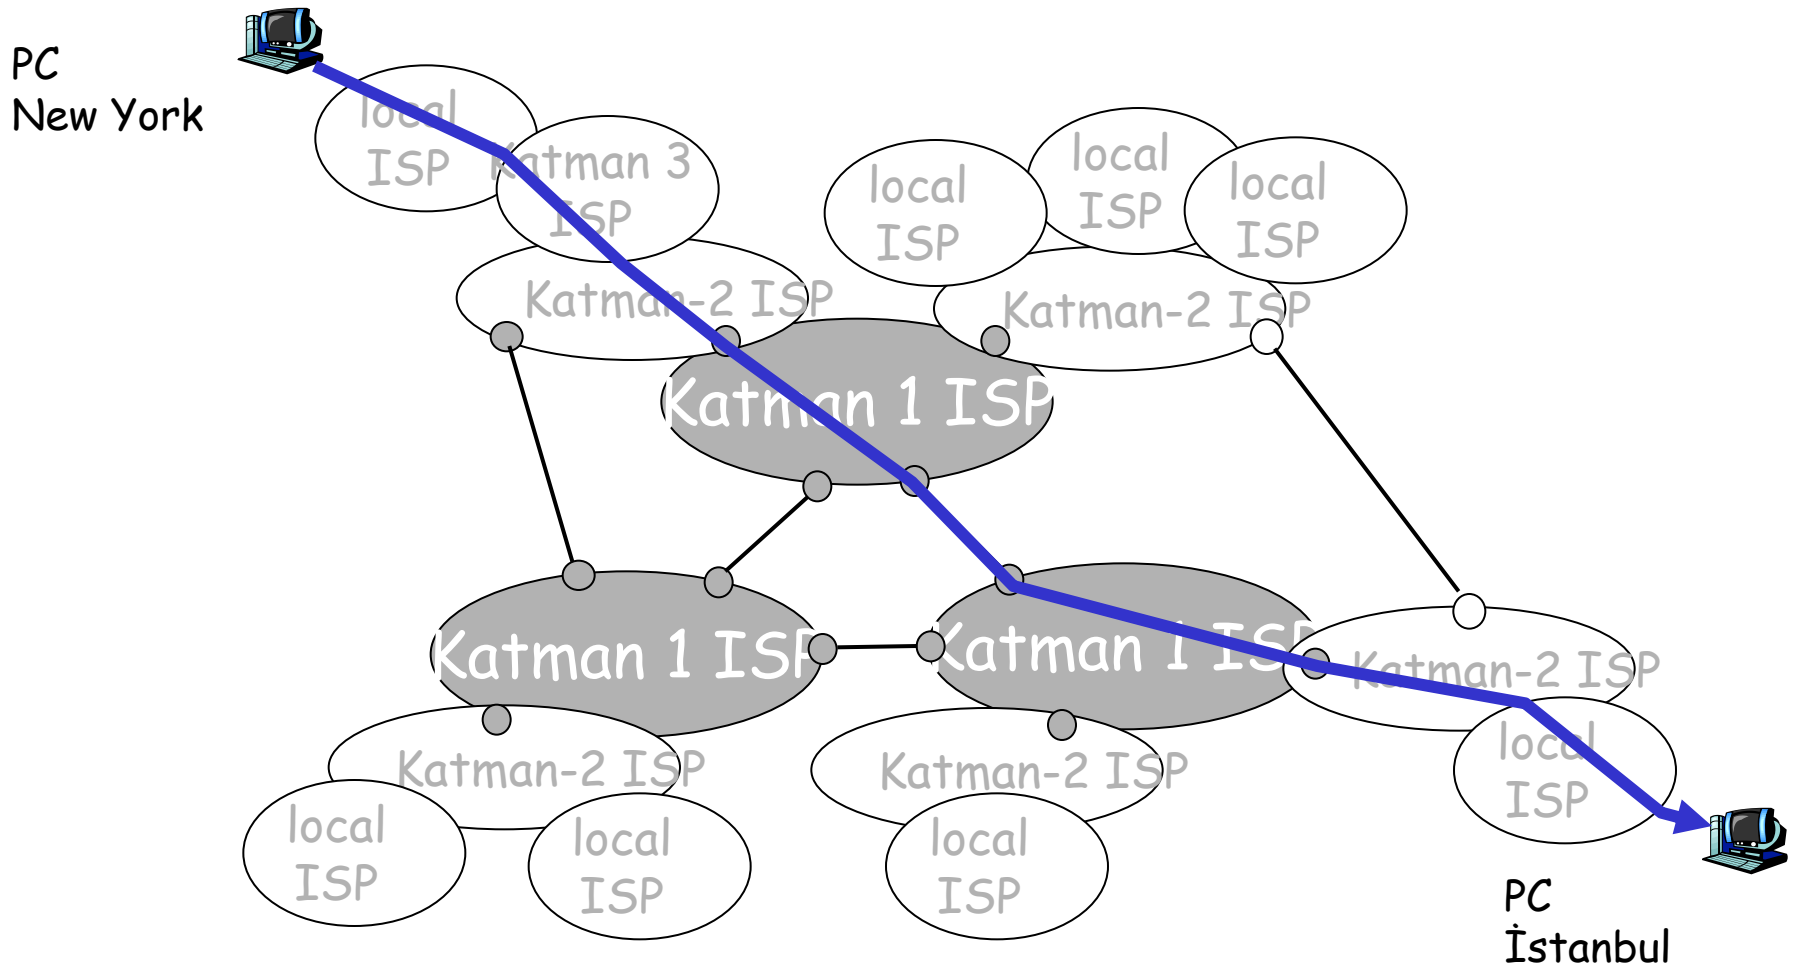 PC
New York
local
ISP
Katman 3
ISP
local
ISP
local
ISP
local
ISP
Katman-2 ISP
Katman-2 ISP
Katman 1 ISP
Katman 1 ISP
Katman 1 ISP
Katman-2 ISP
local
ISP
Katman-2 ISP
Katman-2 ISP
local
ISP
local
ISP
local
ISP
PC
İstanbul